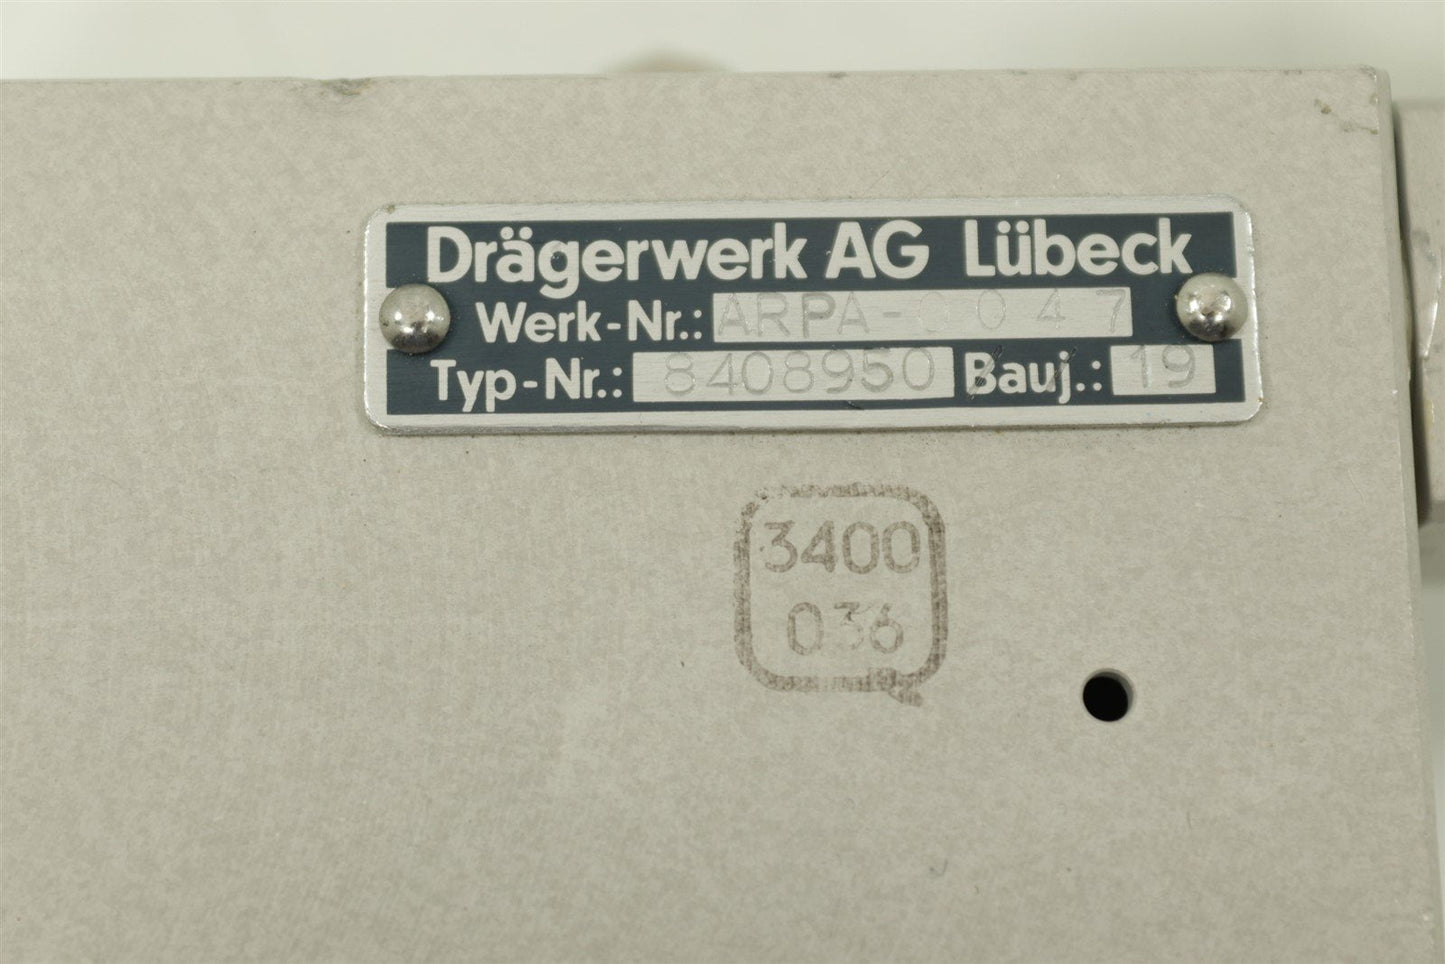 Drägerwerk AG Lübeck
Werk-Nr.: ARPA-0047
Typ-Nr.: 8408950 Bauj.: 19
3400
036